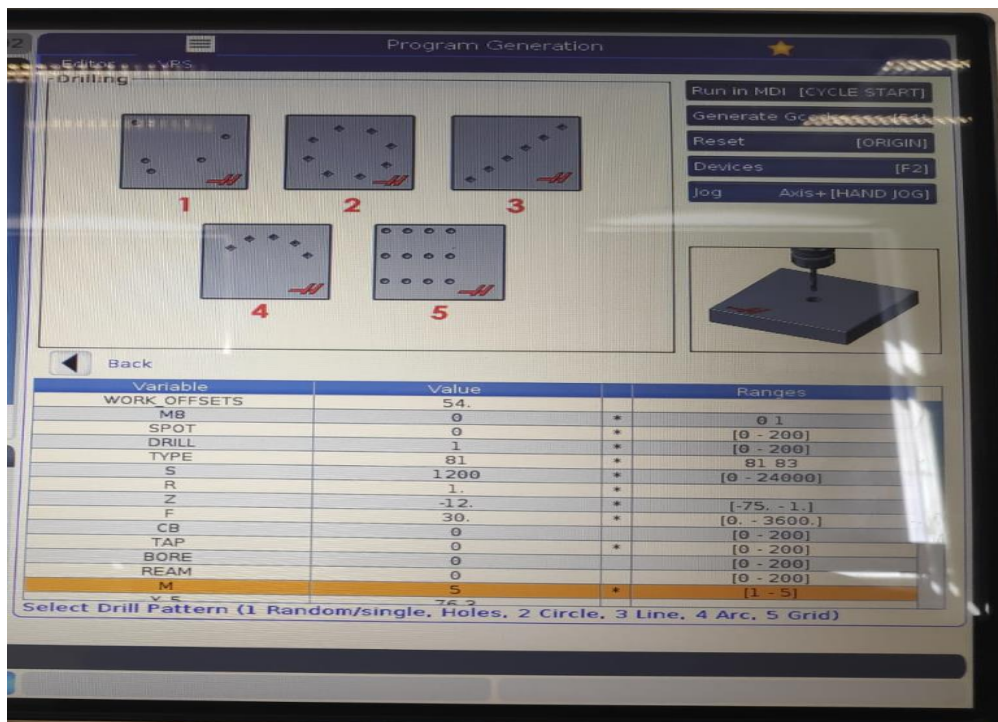 Program Generation
Editor VPS
Drilling
Run in MDI [CYCLE START]
Generate
Reset [ORIGIN]
Devices [F2]
Jog Axis+[HAND JOG]
1
2
3
4
5
Back
Variable Value Ranges
WORK_OFFSETS 54.
M8 0 * 0 1
SPOT 0 * [0 - 200]
DRILL 1 * [0 - 200]
TYPE 81 * 81 83
S 1200 * [0 - 24000]
R 1. *
Z -12. * [-75. - 1.]
F 30. * [0. - 3600.]
CB 0 [0 - 200]
TAP 0 * [0 - 200]
BORE 0 [0 - 200]
REAM 0 [0 - 200]
M 5 * [1 - 5]
76.2
Select Drill Pattern (1 Random/single, Holes, 2 Circle, 3 Line, 4 Arc, 5 Grid)